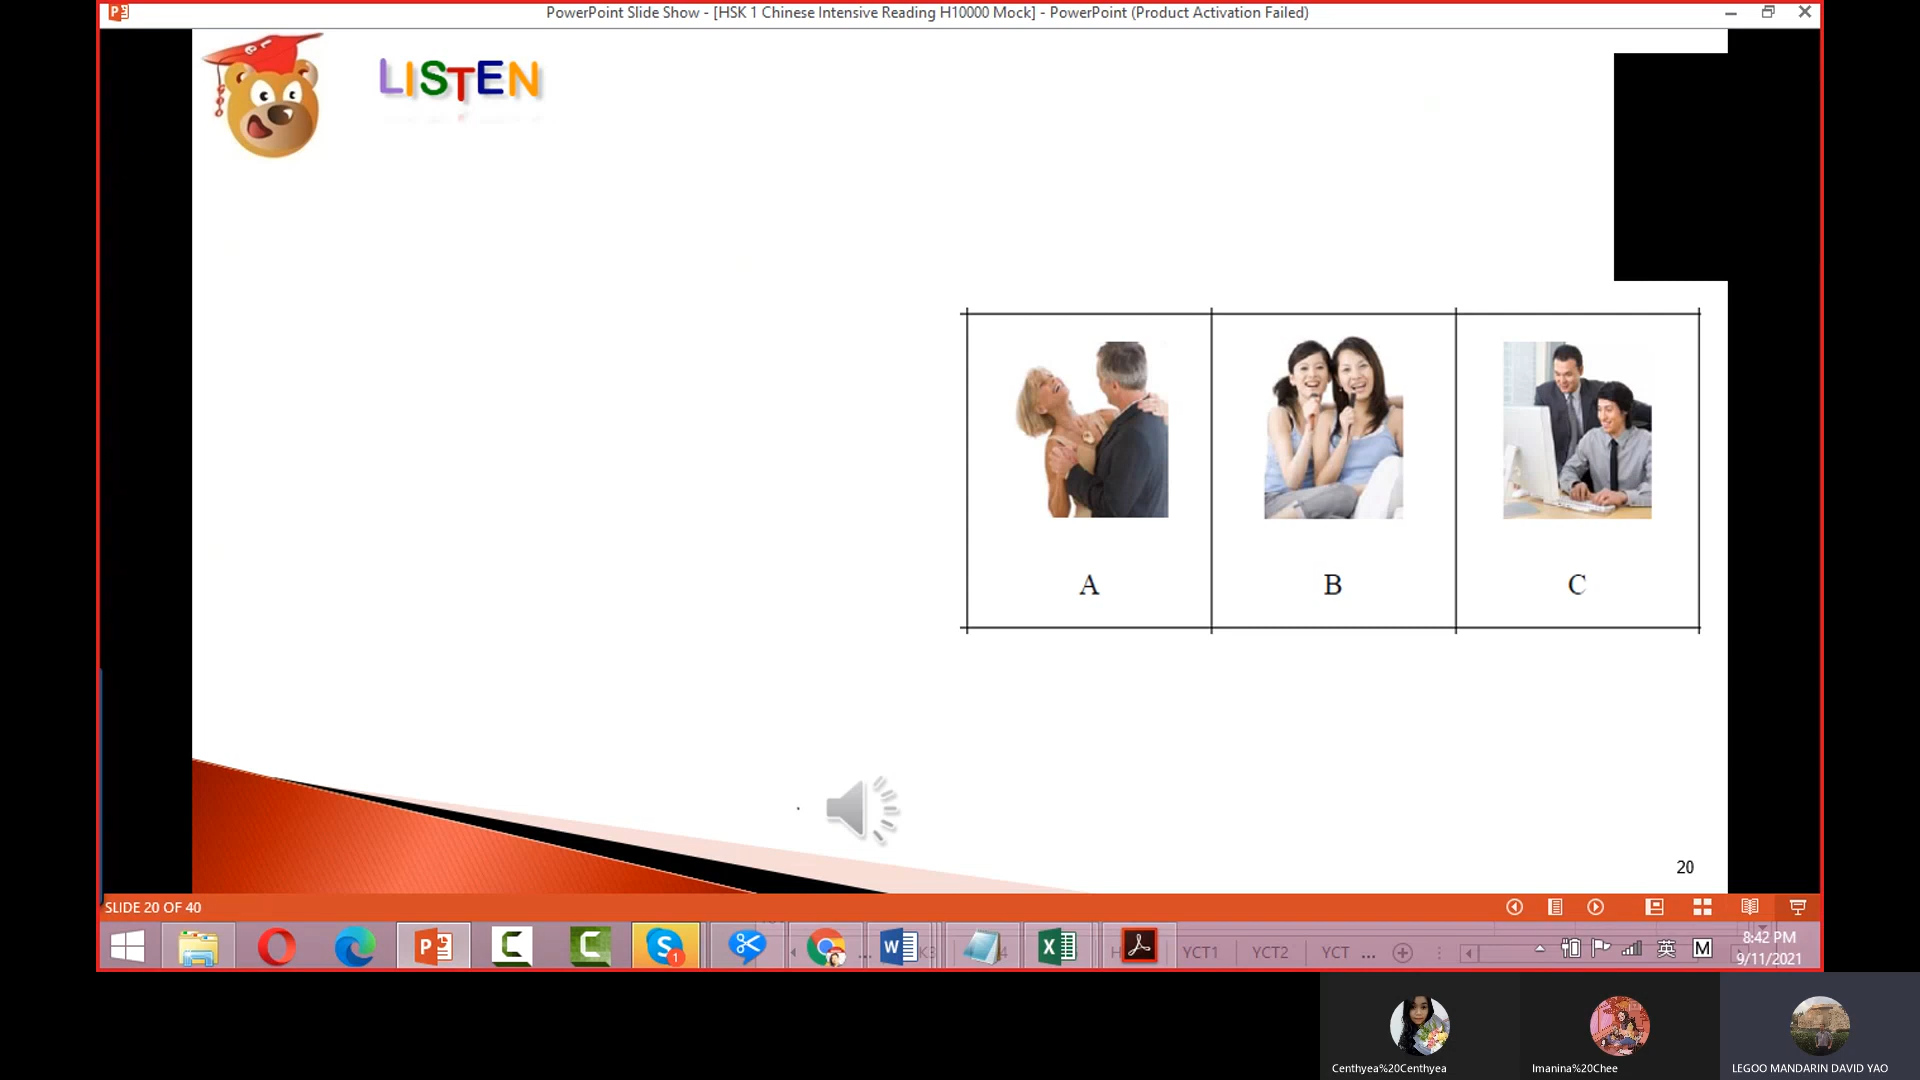 PowerPoint Slide Show - [HSK 1 Chinese Intensive Reading H10000 Mock] - PowerPoint (Product Activation Failed)
LISTEN
A B C
20
SLIDE 20 OF 40
YCT1 YCT2 YCT ...
英 M
8:42 PM
9/11/2021
Centhyea%20Centhyea Imanina%20Chee LEGOO MANDARIN DAVID YAO